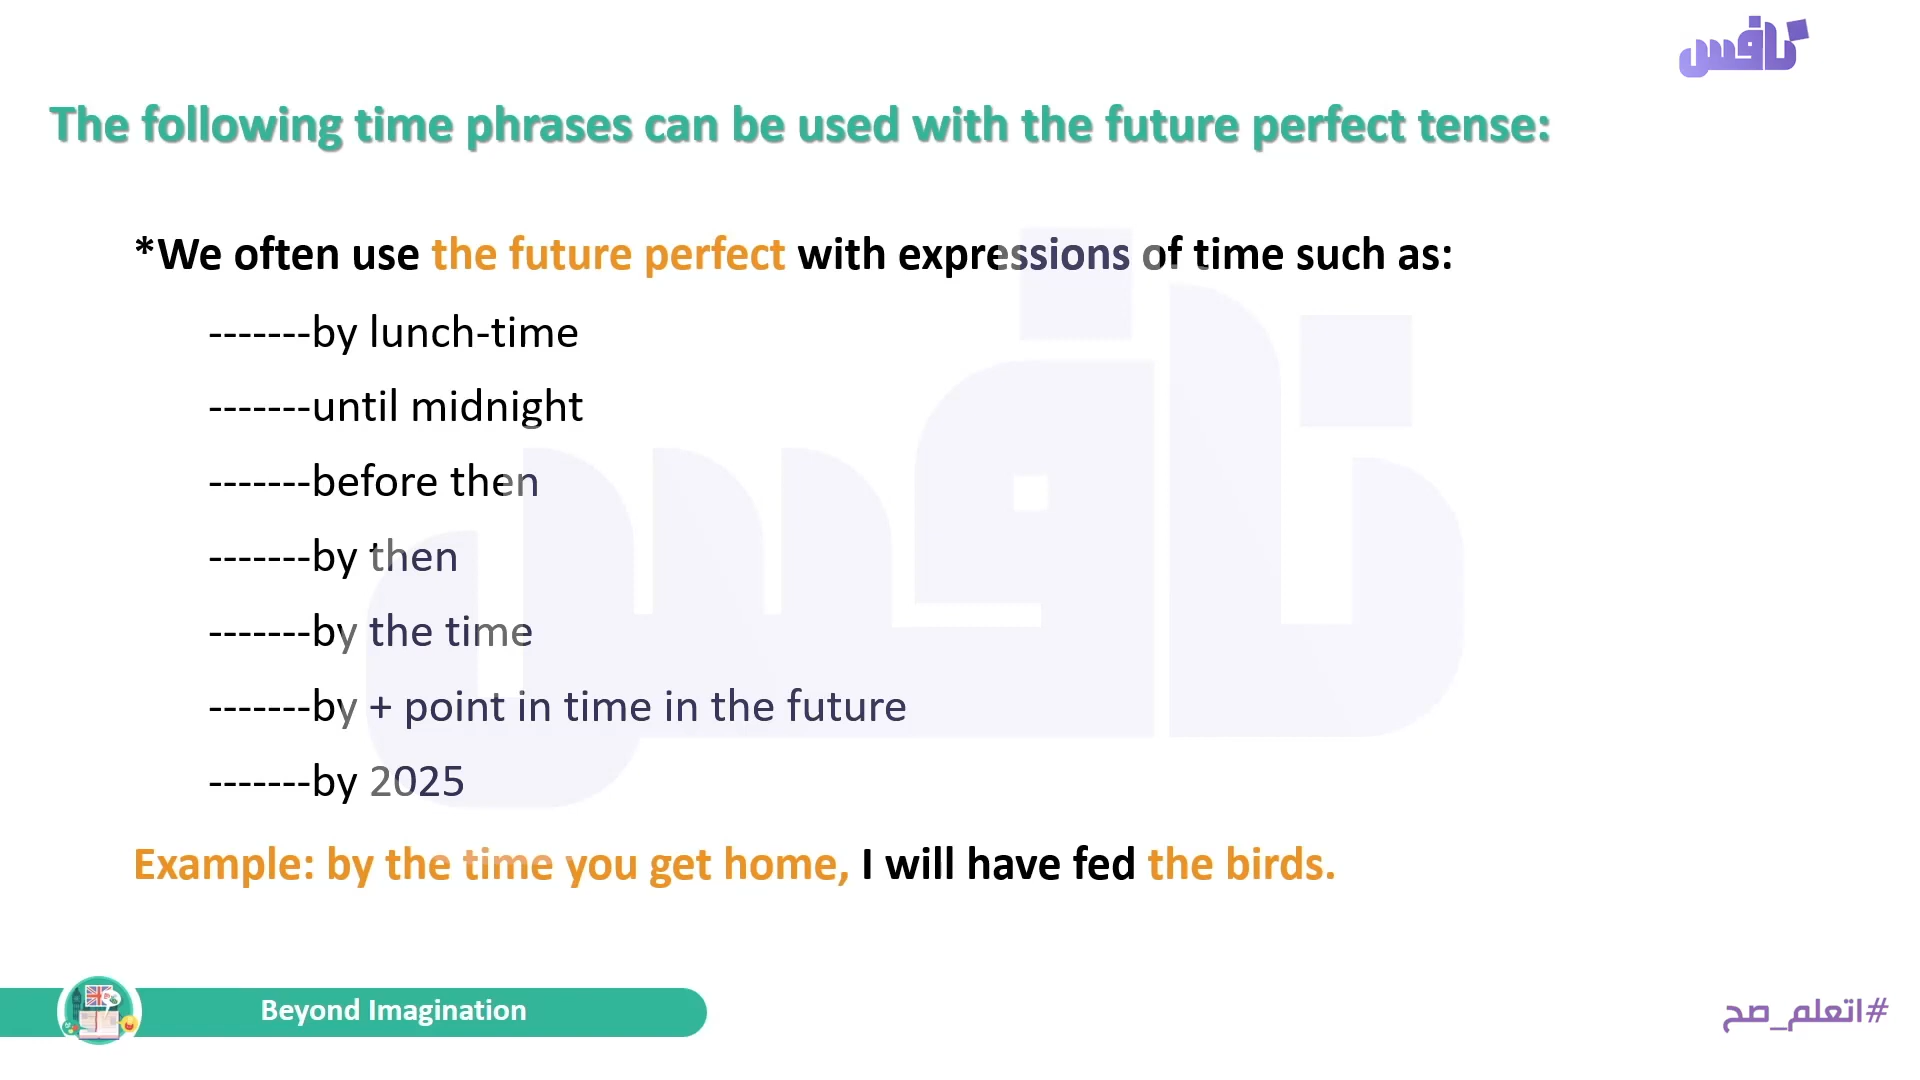 نافس
The following time phrases can be used with the future perfect tense:
*We often use the future perfect with expressions of time such as:
-------by lunch-time
-------until midnight
-------before then
-------by then
-------by the time
-------by + point in time in the future
-------by 2025
Example: by the time you get home, I will have fed the birds.
Beyond Imagination
#اتعلم_صح